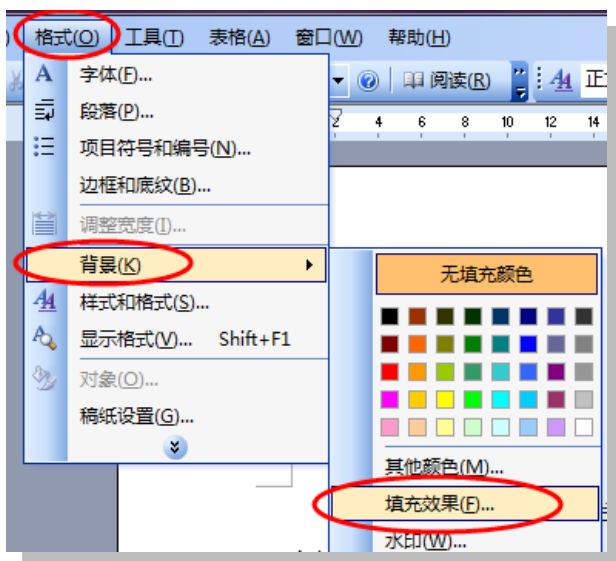 格式(O) 工具(T) 表格(A) 窗口(W) 帮助(H)
字体(F)...
阅读(R)
段落(P)...
2 4 6 8 10 12 14
项目符号和编号(N)...
边框和底纹(B)...
调整宽度(I)...
背景(K)
无填充颜色
样式和格式(S)...
显示格式(V)... Shift+F1
对象(O)...
稿纸设置(G)...
其他颜色(M)...
填充效果(F)...
水印(W)...